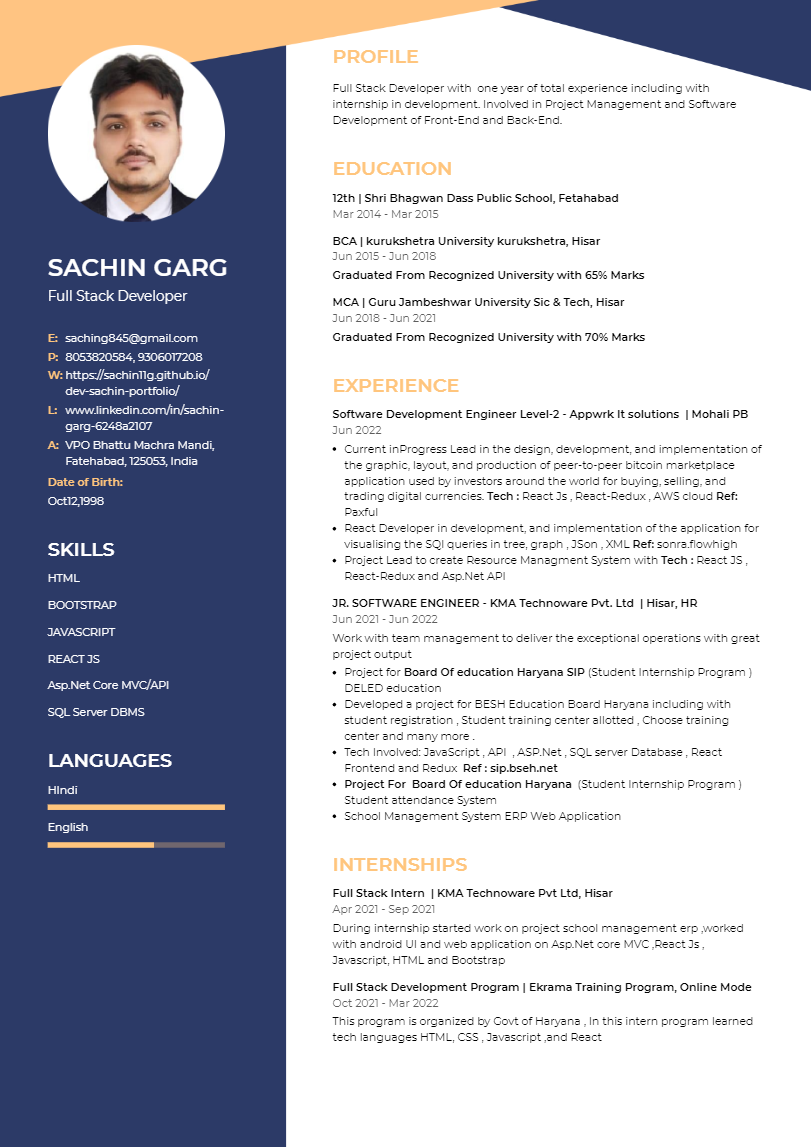 SACHIN GARG
Full Stack Developer
E: saching845@gmail.com
P: 8053820584, 9306017208
W: https://sachin11g.github.io/
dev-sachin-portfolio/
L: www.linkedin.com/in/sachin-
garg-6248a2107
A: VPO Bhattu Machra Mandi,
Fatehabad, 125053, India
Date of Birth:
Oct12,1998
SKILLS
HTML
BOOTSTRAP
JAVASCRIPT
REACT JS
Asp.Net Core MVC/API
SQL Server DBMS
LANGUAGES
HIndi
English
PROFILE
Full Stack Developer with one year of total experience including with
internship in development. Involved in Project Management and Software
Development of Front-End and Back-End.
EDUCATION
12th | Shri Bhagwan Dass Public School, Fetahabad
Mar 2014 - Mar 2015
BCA | kurukshetra University kurukshetra, Hisar
Jun 2015 - Jun 2018
Graduated From Recognized University with 65% Marks
MCA | Guru Jambeshwar University Sic & Tech, Hisar
Jun 2018 - Jun 2021
Graduated From Recognized University with 70% Marks
EXPERIENCE
Software Development Engineer Level-2 - Appwrk It solutions | Mohali PB
Jun 2022
• Current inProgress Lead in the design, development, and implementation of
the graphic, layout, and production of peer-to-peer bitcoin marketplace
application used by investors around the world for buying, selling, and
trading digital currencies. Tech : React Js , React-Redux , AWS cloud Ref:
Paxful
• React Developer in development, and implementation of the application for
visualising the SQl queries in tree, graph , JSon , XML Ref: sonra.flowhigh
• Project Lead to create Resource Managment System with Tech : React JS ,
React-Redux and Asp.Net API
JR. SOFTWARE ENGINEER - KMA Technoware Pvt. Ltd | Hisar, HR
Jun 2021 - Jun 2022
Work with team management to deliver the exceptional operations with great
project output
• Project for Board Of education Haryana SIP (Student Internship Program )
DELED education
• Developed a project for BESH Education Board Haryana including with
student registration , Student training center allotted , Choose training
center and many more .
• Tech Involved: JavaScript , API , ASP.Net , SQL server Database , React
Frontend and Redux Ref : sip.bseh.net
• Project For Board Of education Haryana (Student Internship Program )
Student attendance System
• School Management System ERP Web Application
INTERNSHIPS
Full Stack Intern | KMA Technoware Pvt Ltd, Hisar
Apr 2021 - Sep 2021
During internship started work on project school management erp ,worked
with android UI and web application on Asp.Net core MVC ,React Js ,
Javascript, HTML and Bootstrap
Full Stack Development Program | Ekrama Training Program, Online Mode
Oct 2021 - Mar 2022
This program is organized by Govt of Haryana , In this intern program learned
tech languages HTML, CSS , Javascript ,and React